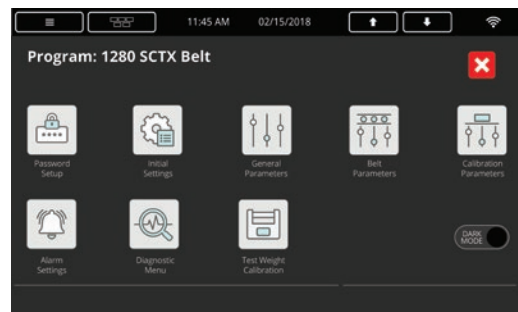 11:45 AM 02/15/2018
Program: 1280 SCTX Belt
Password
Setup
Initial
Settings
General
Parameters
Belt
Parameters
Calibration
Parameters
Alarm
Settings
Diagnostic
Menu
Test Weight
Calibration
DARK
MODE